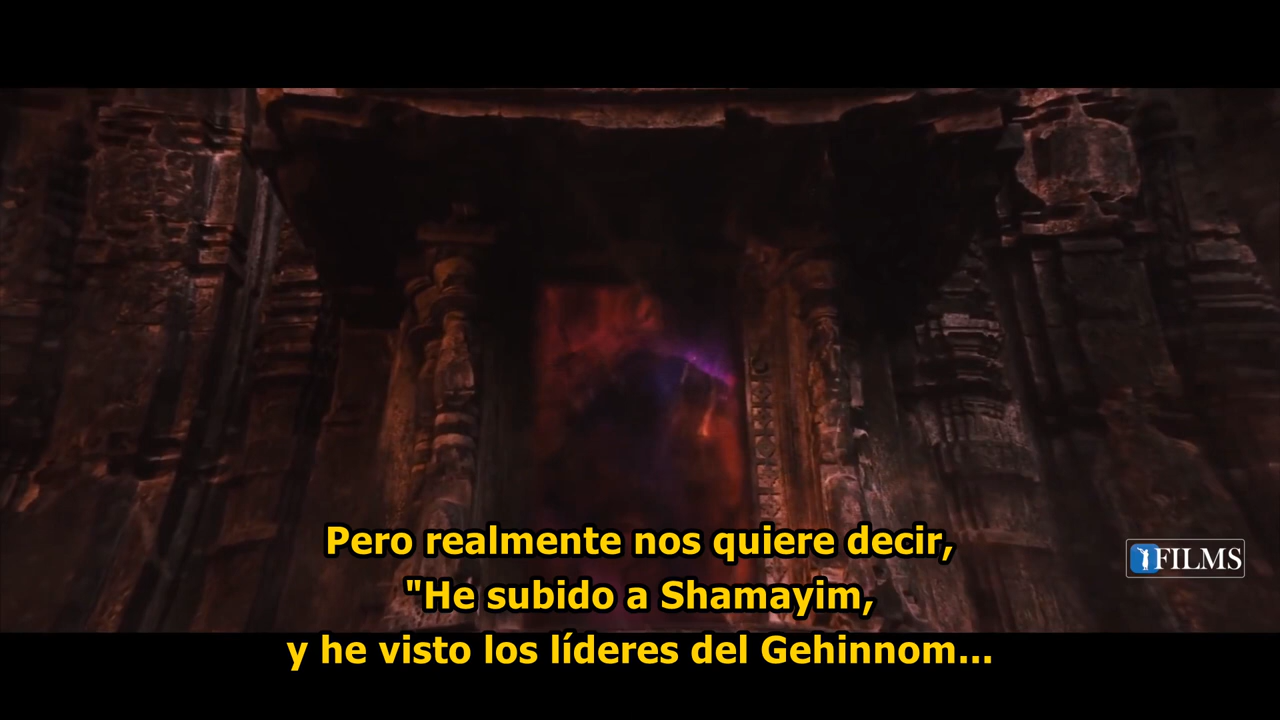 Pero realmente nos quiere decir,
"He subido a Shamayim,
y he visto los líderes del Gehinnom...
FILMS